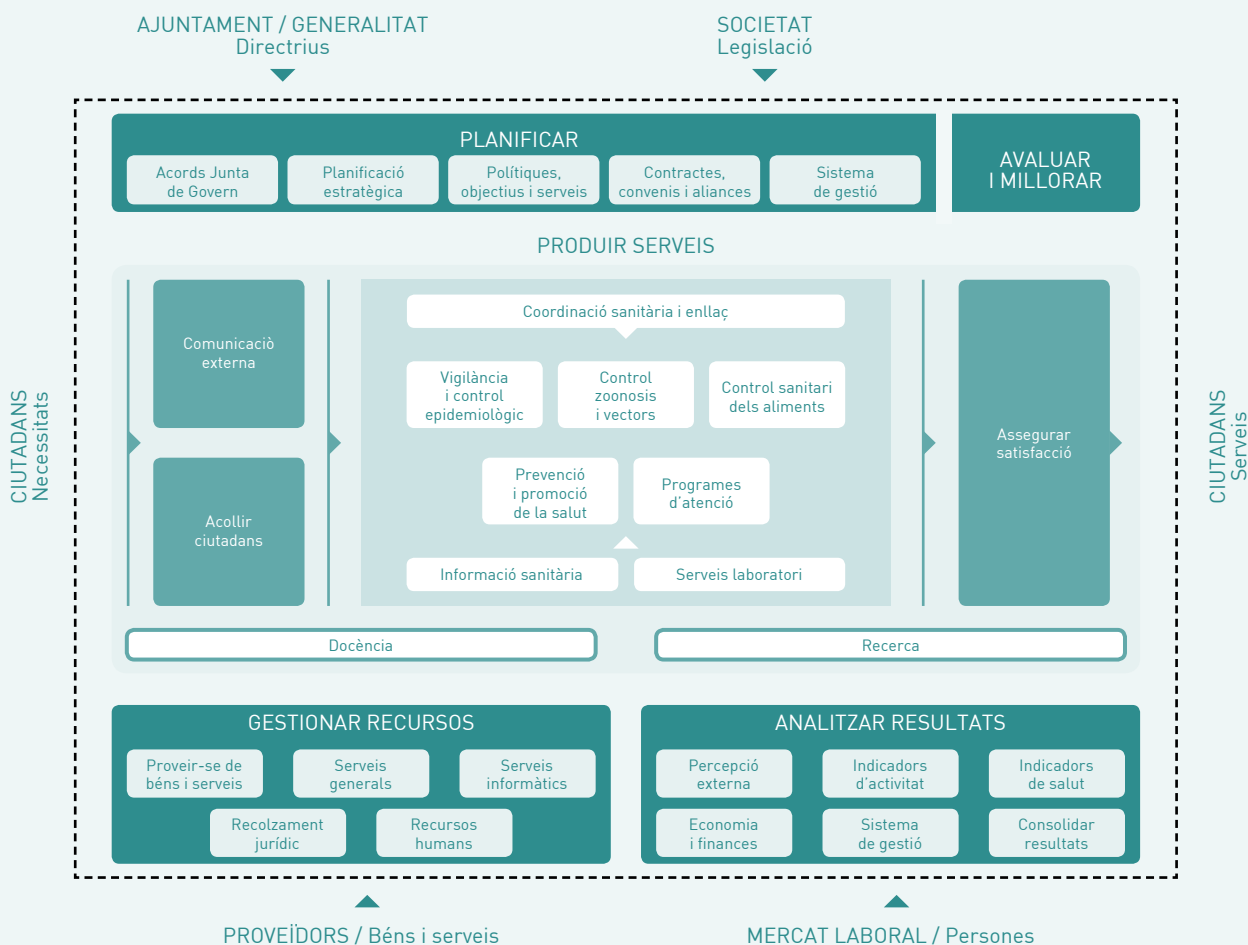 AJUNTAMENT / GENERALITAT
Directrius
SOCIETAT
Legislació
PLANIFICAR
Acords Junta
de Govern
Planificació
estratègica
Polítiques,
objectius i serveis
Contractes,
convenis i aliances
Sistema
de gestió
AVALUAR
I MILLORAR
PRODUIR SERVEIS
CIUTADANS
Necessitats
Comunicaciò
externa
Acollir
ciutadans
Coordinació sanitària i enllaç
Vigilància
i control
epidemiològic
Control
zoonosis
i vectors
Control sanitari
dels aliments
Prevenció
i promoció
de la salut
Programes
d'atenció
Informació sanitària
Serveis laboratori
Assegurar
satisfacció
CIUTADANS
Serveis
Docència
Recerca
GESTIONAR RECURSOS
Proveir-se de
béns i serveis
Serveis
generals
Serveis
informàtics
Recolzament
jurídic
Recursos
humans
ANALITZAR RESULTATS
Percepció
externa
Indicadors
d'activitat
Indicadors
de salut
Economia
i finances
Sistema
de gestió
Consolidar
resultats
PROVEÏDORS / Béns i serveis
MERCAT LABORAL / Persones